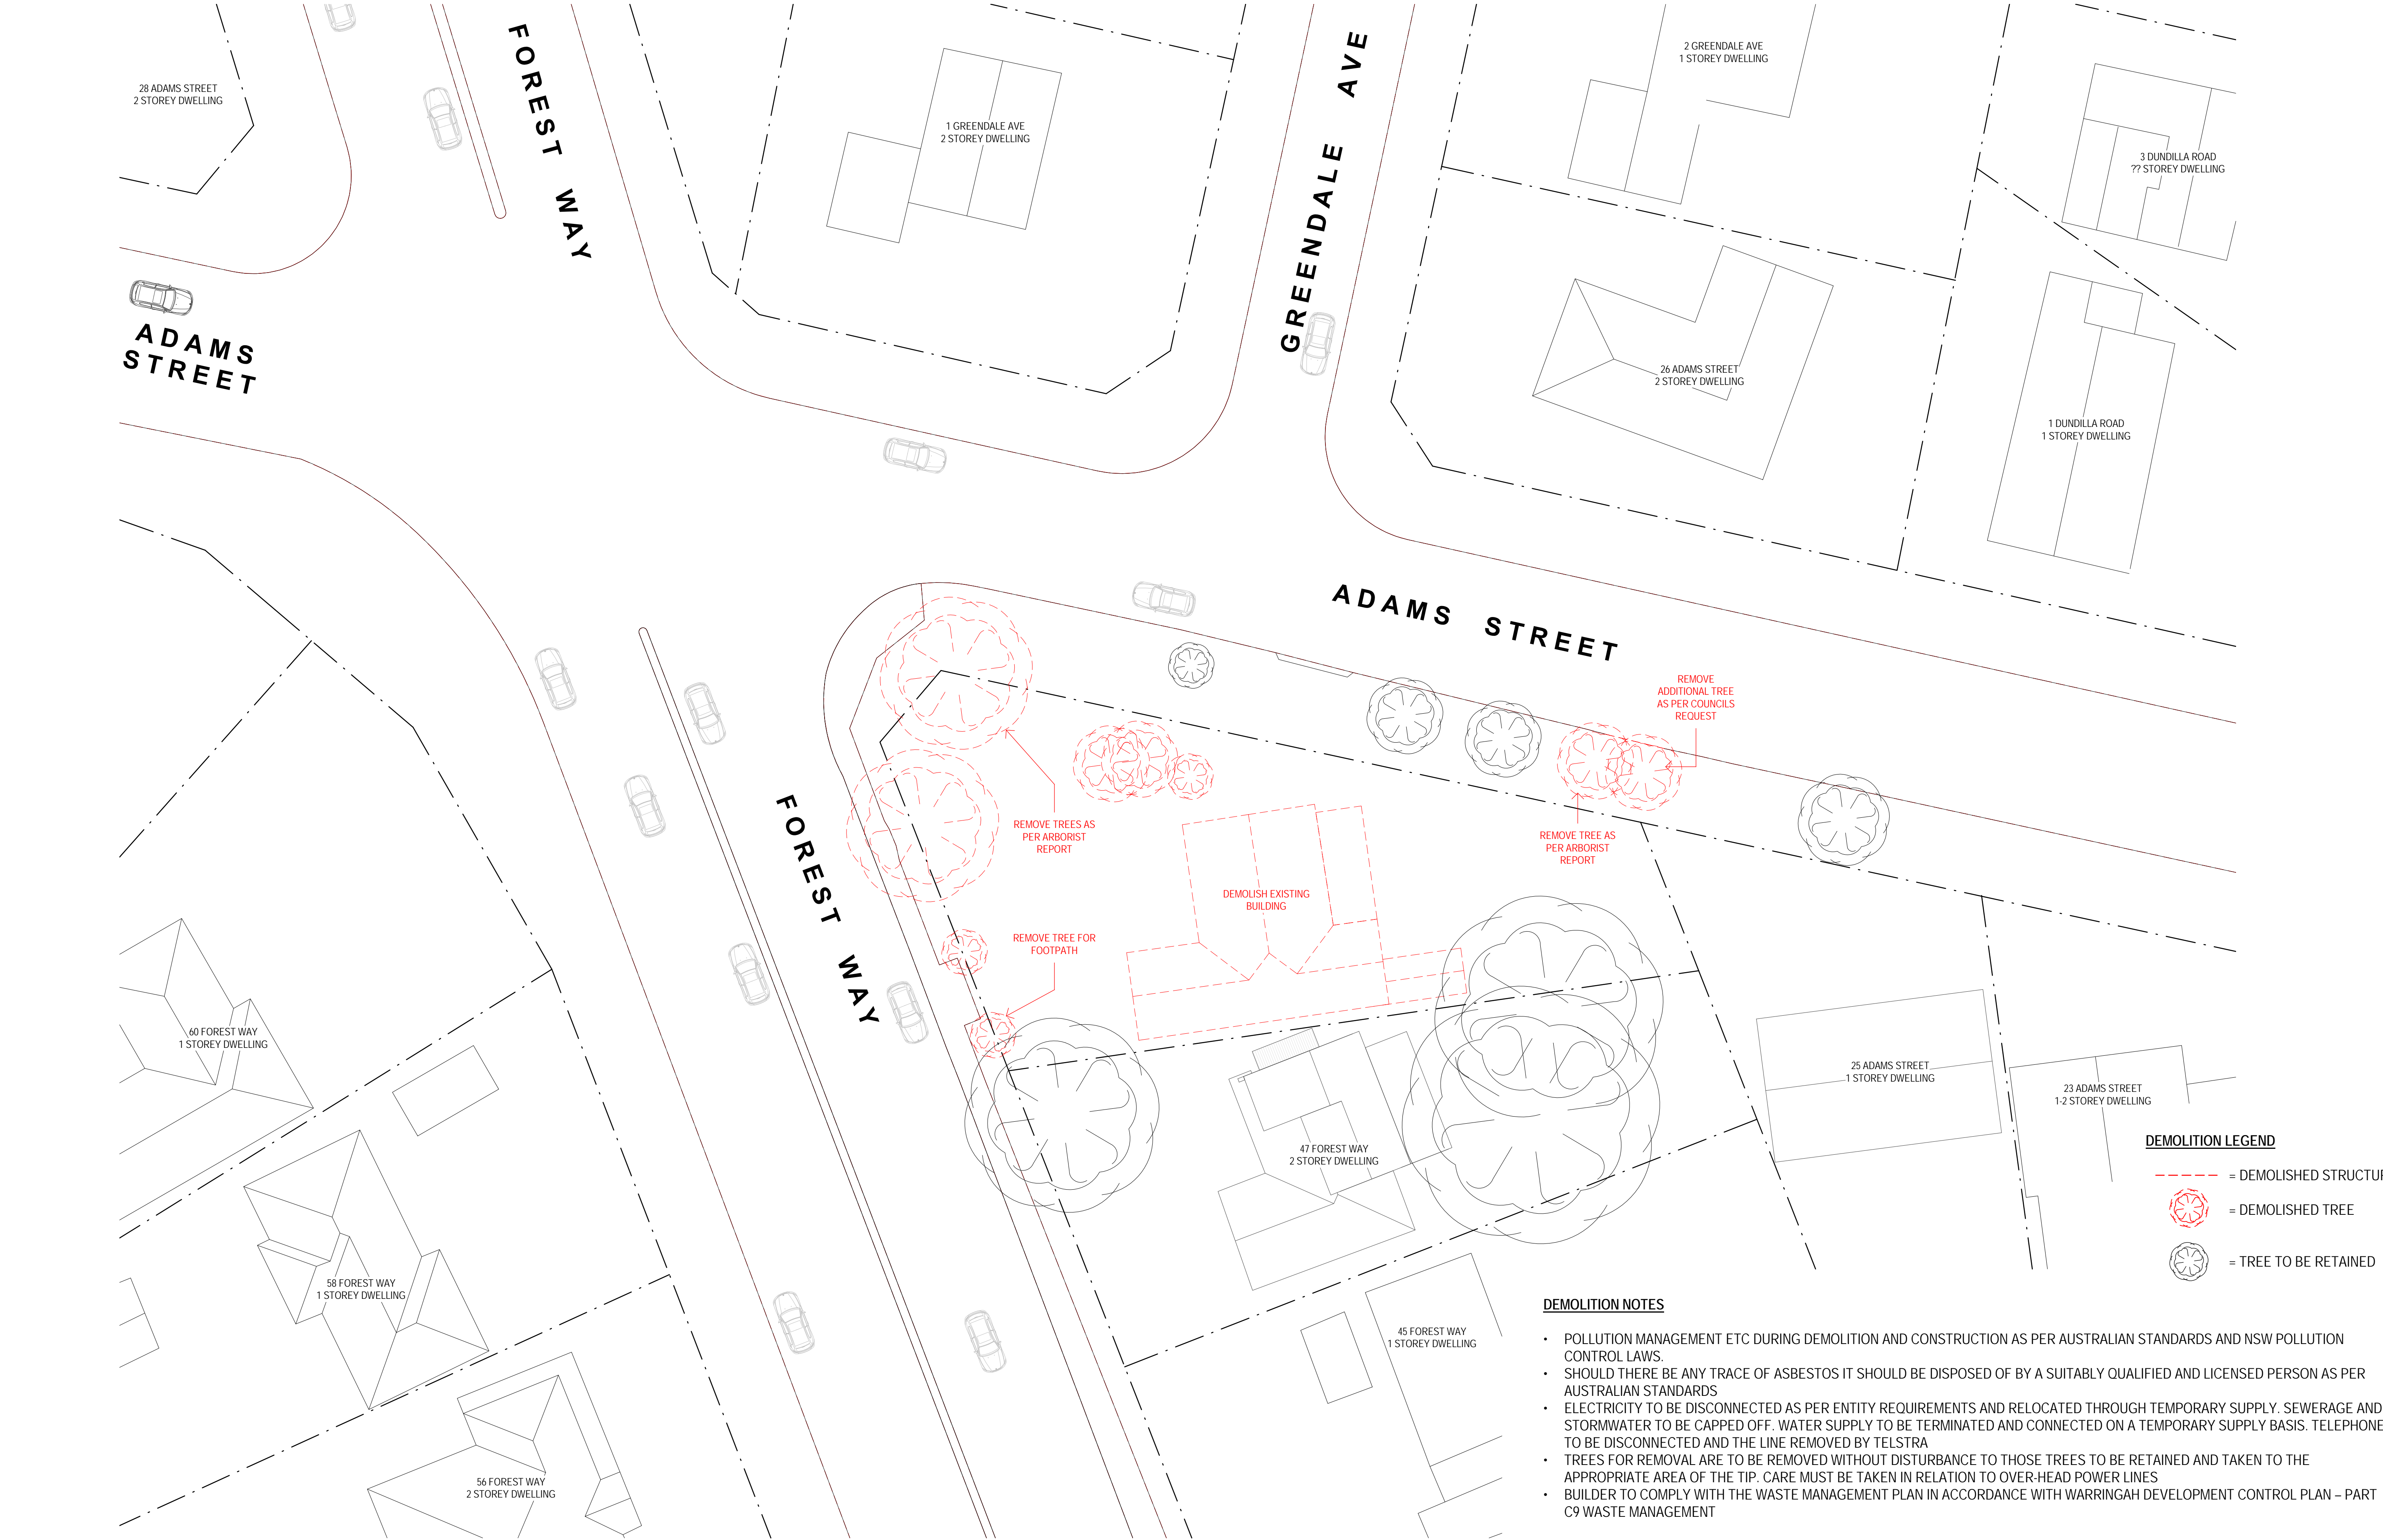 FOREST WAY
GREENDALE AVE
2 GREENDALE AVE
1 STOREY DWELLING
28 ADAMS STREET
2 STOREY DWELLING
1 GREENDALE AVE
2 STOREY DWELLING
3 DUNDILLA ROAD
?? STOREY DWELLING
ADAMS
STREET
26 ADAMS STREET
2 STOREY DWELLING
1 DUNDILLA ROAD
1 STOREY DWELLING
ADAMS STREET
REMOVE
ADDITIONAL TREE
AS PER COUNCILS
REQUEST
FOREST WAY
REMOVE TREES AS
PER ARBORIST
REPORT
REMOVE TREE AS
PER ARBORIST
REPORT
DEMOLISH EXISTING
BUILDING
REMOVE TREE FOR
FOOTPATH
60 FOREST WAY
1 STOREY DWELLING
25 ADAMS STREET
1 STOREY DWELLING
23 ADAMS STREET
1-2 STOREY DWELLING
47 FOREST WAY
2 STOREY DWELLING
DEMOLITION LEGEND
= DEMOLISHED STRUCTUR
= DEMOLISHED TREE
= TREE TO BE RETAINED
58 FOREST WAY
1 STOREY DWELLING
45 FOREST WAY
1 STOREY DWELLING
56 FOREST WAY
2 STOREY DWELLING
DEMOLITION NOTES
• POLLUTION MANAGEMENT ETC DURING DEMOLITION AND CONSTRUCTION AS PER AUSTRALIAN STANDARDS AND NSW POLLUTION
CONTROL LAWS.
• SHOULD THERE BE ANY TRACE OF ASBESTOS IT SHOULD BE DISPOSED OF BY A SUITABLY QUALIFIED AND LICENSED PERSON AS PER
AUSTRALIAN STANDARDS
• ELECTRICITY TO BE DISCONNECTED AS PER ENTITY REQUIREMENTS AND RELOCATED THROUGH TEMPORARY SUPPLY. SEWERAGE AND
STORMWATER TO BE CAPPED OFF. WATER SUPPLY TO BE TERMINATED AND CONNECTED ON A TEMPORARY SUPPLY BASIS. TELEPHONE
TO BE DISCONNECTED AND THE LINE REMOVED BY TELSTRA
• TREES FOR REMOVAL ARE TO BE REMOVED WITHOUT DISTURBANCE TO THOSE TREES TO BE RETAINED AND TAKEN TO THE
APPROPRIATE AREA OF THE TIP. CARE MUST BE TAKEN IN RELATION TO OVER-HEAD POWER LINES
• BUILDER TO COMPLY WITH THE WASTE MANAGEMENT PLAN IN ACCORDANCE WITH WARRINGAH DEVELOPMENT CONTROL PLAN – PART
C9 WASTE MANAGEMENT